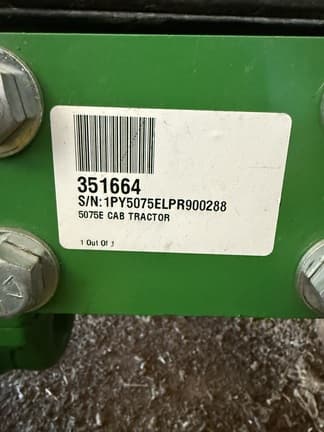 351664
S/N:1PY5075ELPR900288
5075E CAB TRACTOR
1 Out Of 1